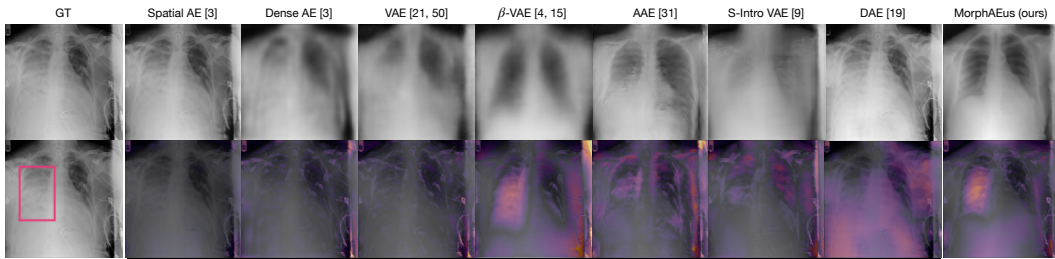 GT Spatial AE [3] Dense AE [3] VAE [21, 50] β-VAE [4, 15] AAE [31] S-Intro VAE [9] DAE [19] MorphAEus (ours)